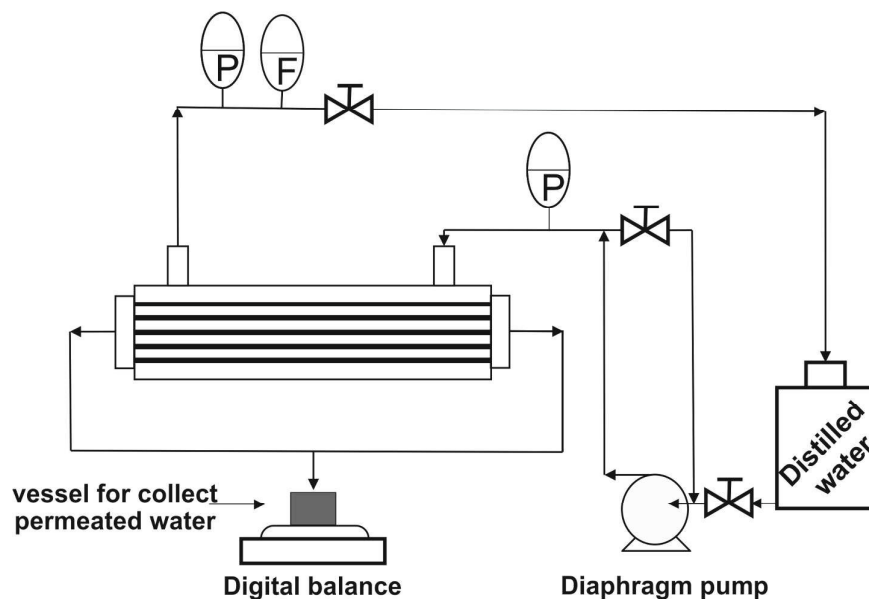 P
F
P
Distilled
water
vessel for collect
permeated water
Digital balance
Diaphragm pump